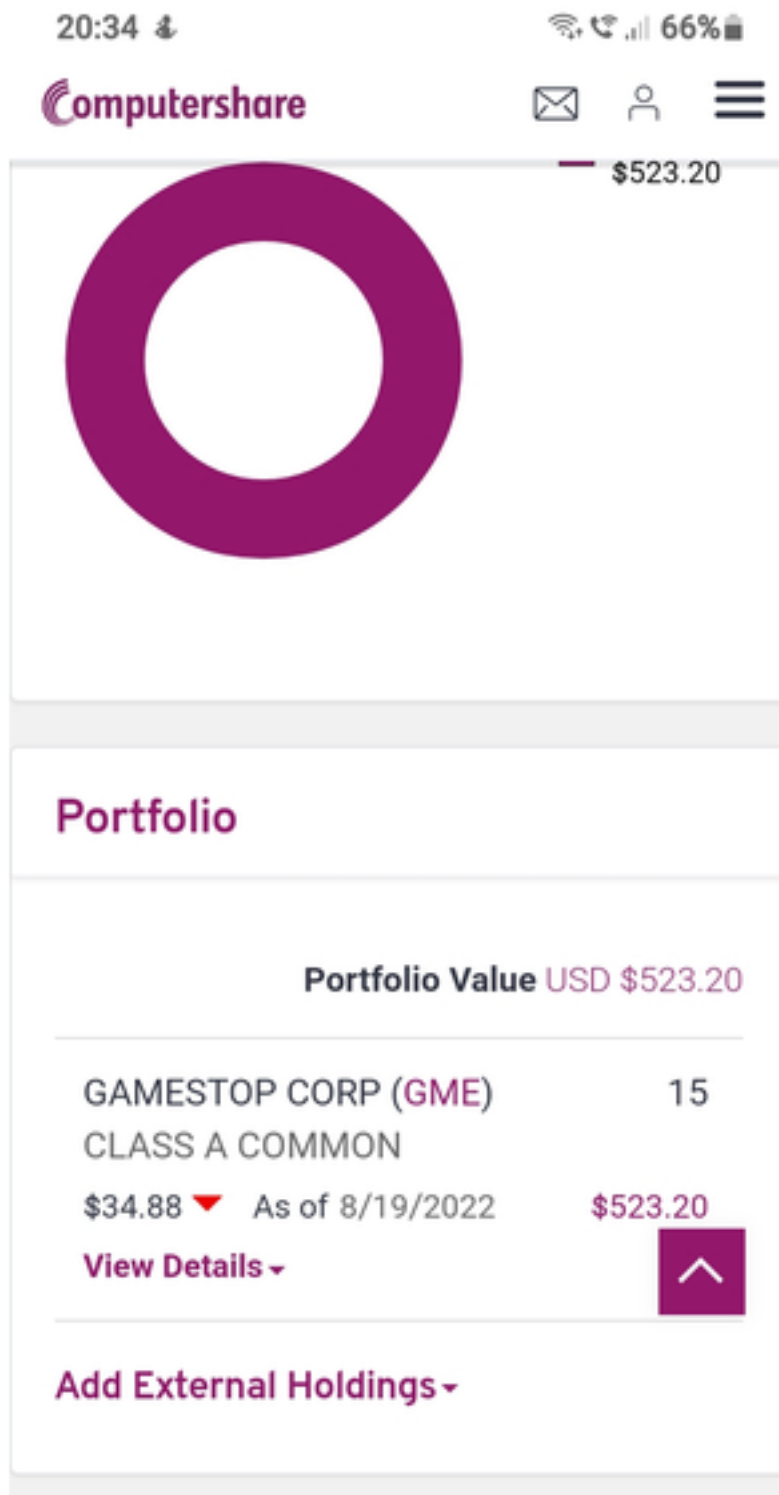 20:34 66%
Computershare
$523.20
Portfolio
Portfolio Value USD $523.20
GAMESTOP CORP (GME) 15
CLASS A COMMON
$34.88 As of 8/19/2022 $523.20
View Details
Add External Holdings